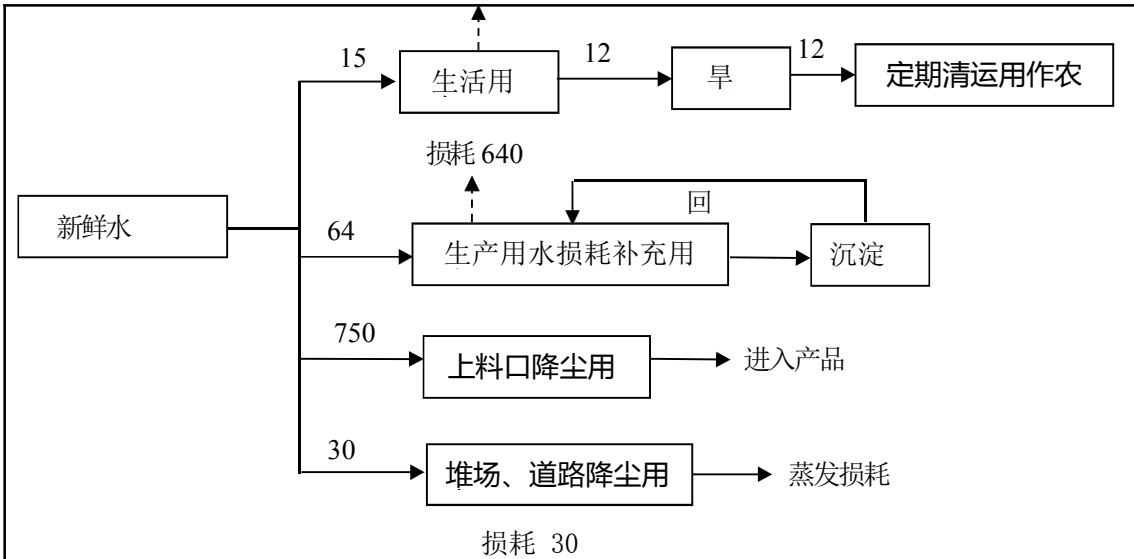 15
生活用
12
旱
12
定期清运用作农
损耗 640
回
新鲜水
64
生产用水损耗补充用
沉淀
750
上料口降尘用
进入产品
30
堆场、道路降尘用
蒸发损耗
损耗 30